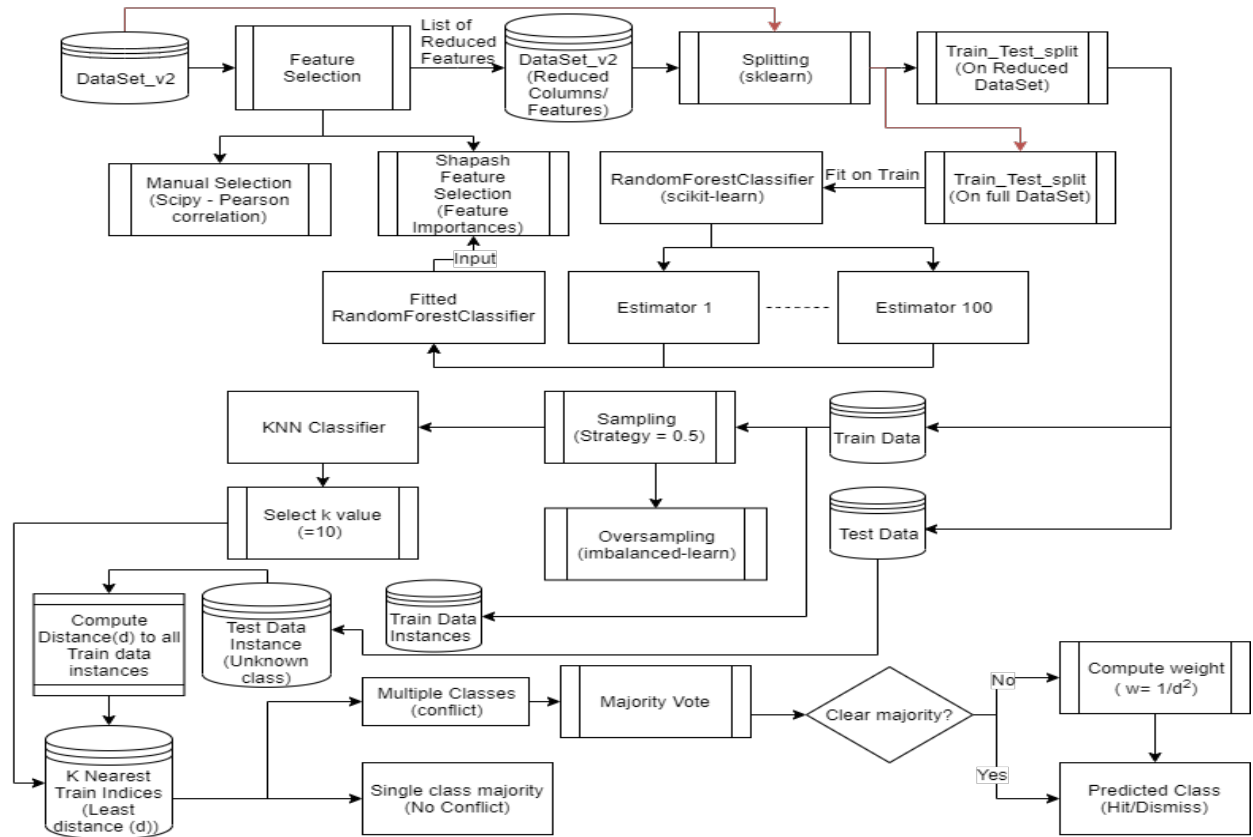 List of
Reduced
Features
DataSet_v2
Feature
Selection
DataSet_v2
(Reduced
Columns/
Features)
Splitting
(sklearn)
Train_Test_split
(On Reduced
DataSet)
Manual Selection
(Scipy - Pearson
correlation)
Shapash
Feature
Selection
(Feature
Importances)
RandomForestClassifier
(scikit-learn)
Fit on Train
Train_Test_split
(On full DataSet)
Input
Fitted
RandomForestClassifier
Estimator 1
Estimator 100
KNN Classifier
Sampling
(Strategy = 0.5)
Train Data
Select k value
(=10)
Oversampling
(imbalanced-learn)
Test Data
Compute
Distance(d) to all
Train data
instances
Test Data
Instance
(Unknown
class)
Train Data
Instances
Multiple Classes
(conflict)
Majority Vote
Clear majority?
No
Compute weight
( w= 1/d²)
Yes
K Nearest
Train Indices
(Least
distance (d))
Single class majority
(No Conflict)
Predicted Class
(Hit/Dismiss)